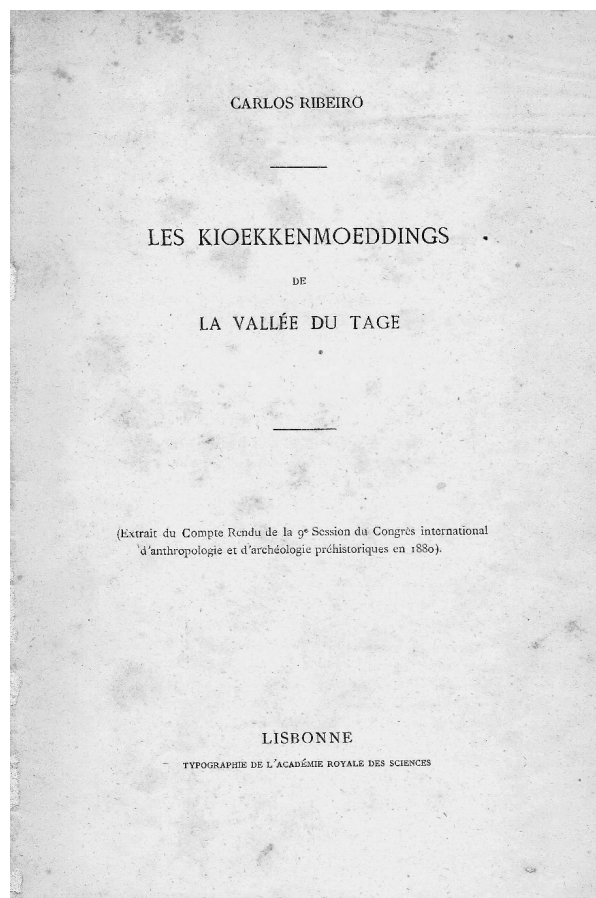 CARLOS RIBEIRO
LES KIOEKKENMOEDDINGS
DE
LA VALLÉE DU TAGE
(Extrait du Compte Rendu de la 9e Session du Congrès international
d'anthropologie et d'archéologie préhistoriques en 1880).
LISBONNE
TYPOGRAPHIE DE L'ACADÉMIE ROYALE DES SCIENCES